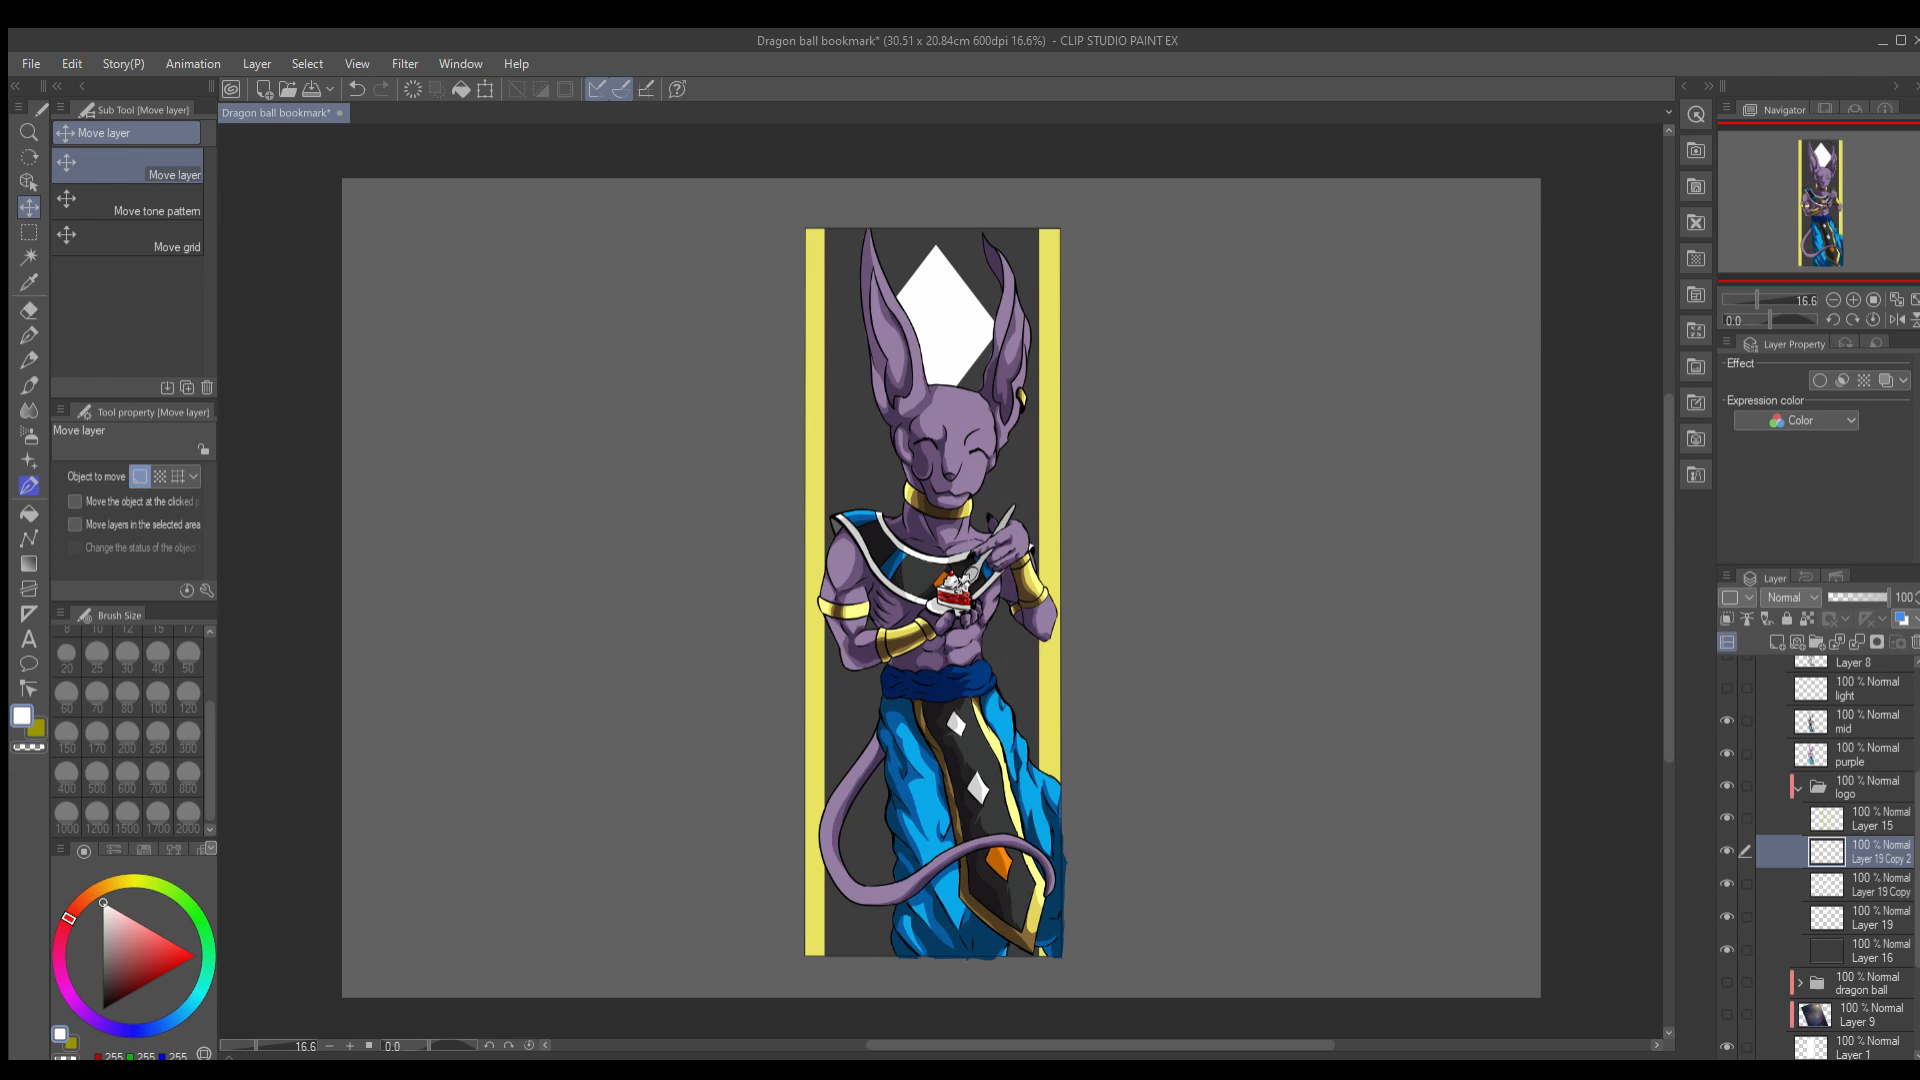 Dragon ball bookmark* (30.51 x 20.84cm 600dpi 16.6%) - CLIP STUDIO PAINT EX
File Edit Story(P) Animation Layer Select View Filter Window Help
Sub Tool [Move layer]
Dragon ball bookmark*
Navigator
Move layer
Move layer
Move tone pattern
Move grid
16.6
0.0
Layer Property
Effect
Expression color
Color
Tool property [Move layer]
Move layer
Object to move
Move the object at the clicked p
Move layers in the selected area
Change the status of the object
Layer
Normal 100
Brush Size
8 10 12 15 17
20 25 30 40 50
60 70 80 100 120
150 170 200 250 300
400 500 600 700 800
1000 1200 1500 1700 2000
Layer 8
100 % Normal
light
100 % Normal
mid
100 % Normal
purple
100 % Normal
logo
100 % Normal
Layer 15
100 % Normal
Layer 19 Copy 2
100 % Normal
Layer 19 Copy
100 % Normal
Layer 19
100 % Normal
Layer 16
100 % Normal
dragon ball
100 % Normal
Layer 9
100 % Normal
Layer 1
16.6 0.0
255 255 255